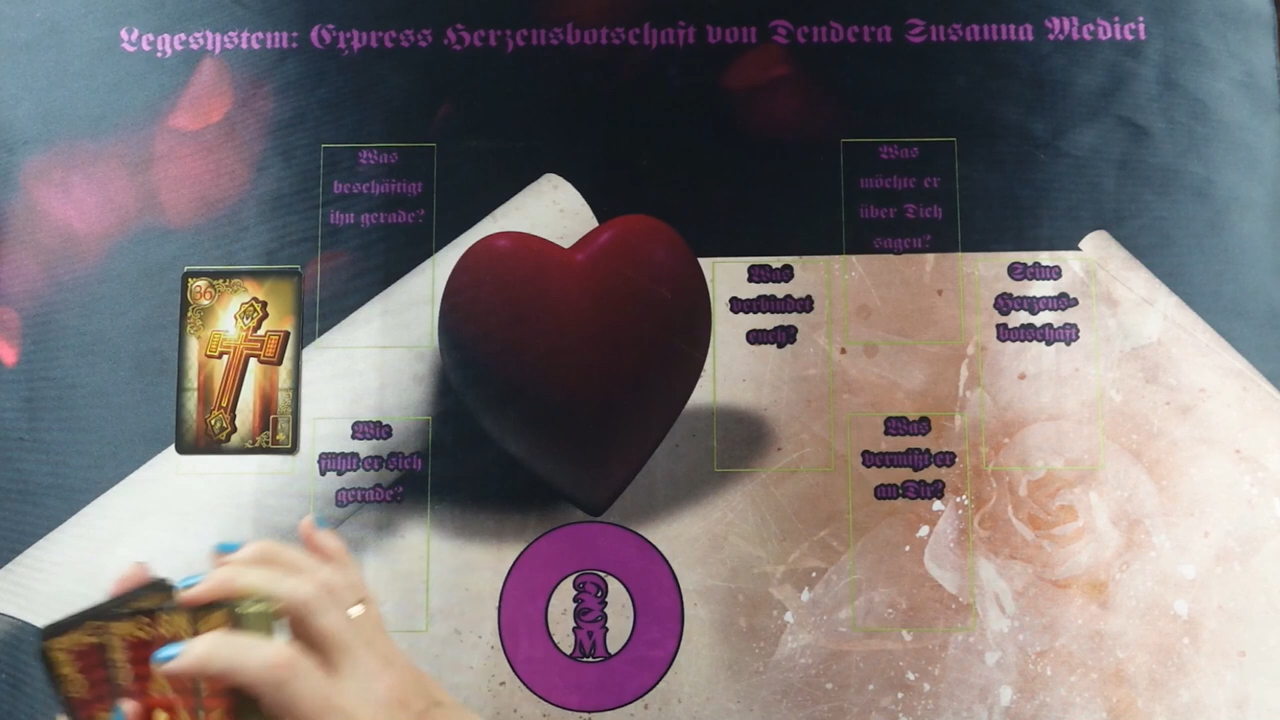 Legesystem: Express Herzensbotschaft von Dendera Susanna Medici
Was
beschäftigt
ihn gerade?
Was
möchte er
über Dich
sagen?
Was
verbindet
euch?
Seine
Herzens-
botschaft
36
Wie
fühlt er sich
gerade?
Was
vermißt er
an Dir?
DSM